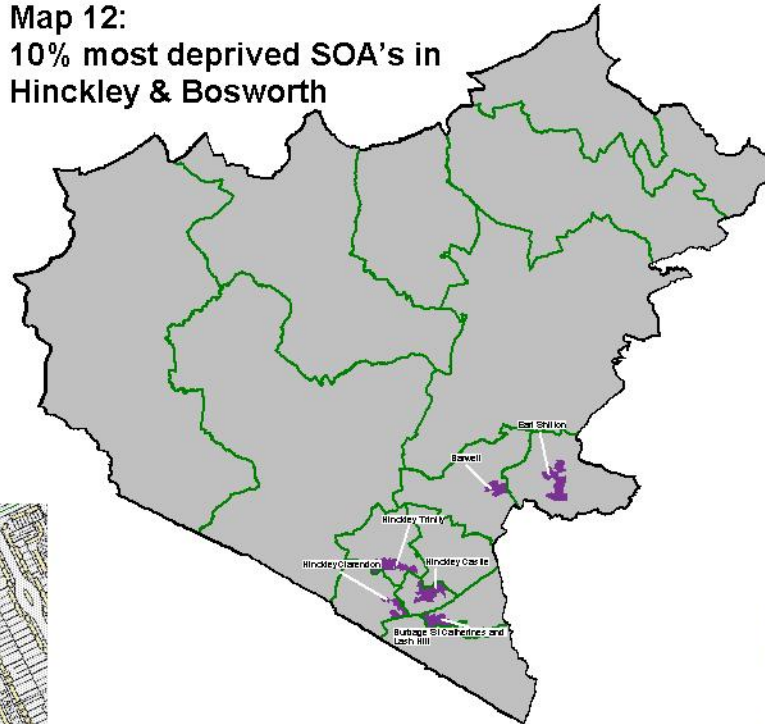 Map 12:
10% most deprived SOA's in
Hinckley & Bosworth
Earl Shilton
Barwell
Hinckley Trinity
Hinckley Clarendon
Hinckley Castle
Burbage St Catherines and
Lash Hill